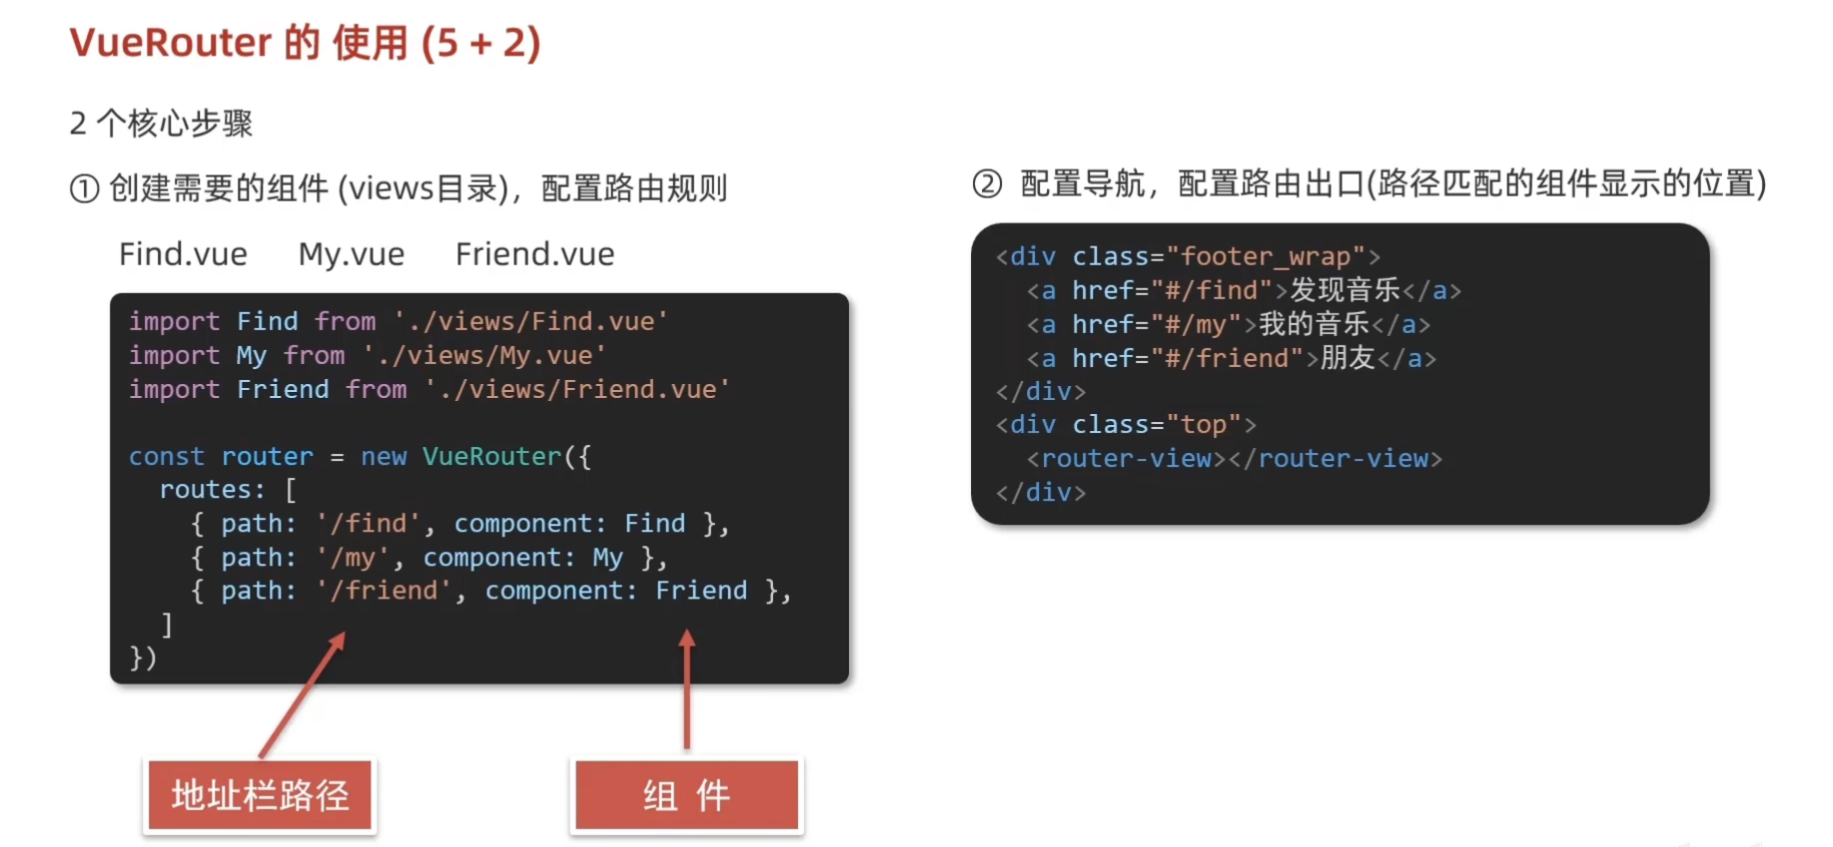 VueRouter 的 使用 (5 + 2)
2 个核心步骤
① 创建需要的组件 (views目录)，配置路由规则
Find.vue My.vue Friend.vue
import Find from './views/Find.vue'
import My from './views/My.vue'
import Friend from './views/Friend.vue'
const router = new VueRouter({
  routes: [
    { path: '/find', component: Find },
    { path: '/my', component: My },
    { path: '/friend', component: Friend },
  ]
})
地址栏路径
组 件
② 配置导航，配置路由出口(路径匹配的组件显示的位置)
<div class="footer_wrap">
  <a href="#/find">发现音乐</a>
  <a href="#/my">我的音乐</a>
  <a href="#/friend">朋友</a>
</div>
<div class="top">
  <router-view></router-view>
</div>